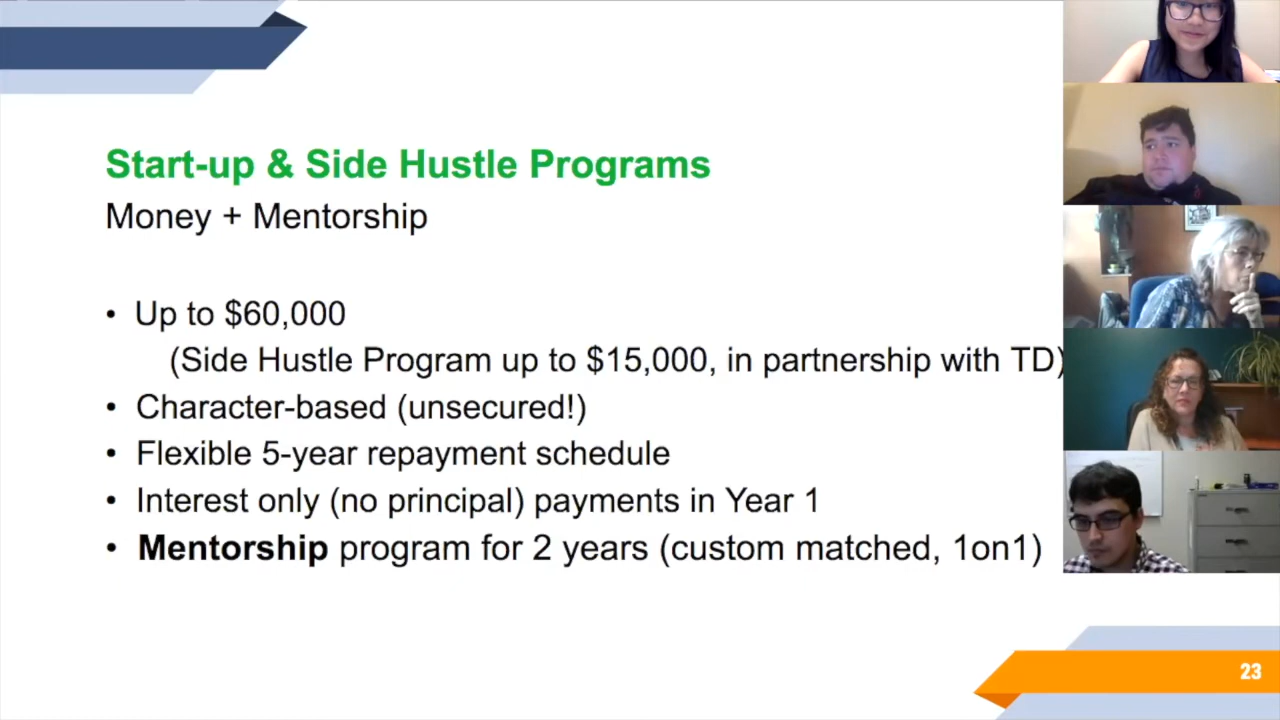 Start-up & Side Hustle Programs
Money + Mentorship
• Up to $60,000
(Side Hustle Program up to $15,000, in partnership with TD)
• Character-based (unsecured!)
• Flexible 5-year repayment schedule
• Interest only (no principal) payments in Year 1
• Mentorship program for 2 years (custom matched, 1on1)
23